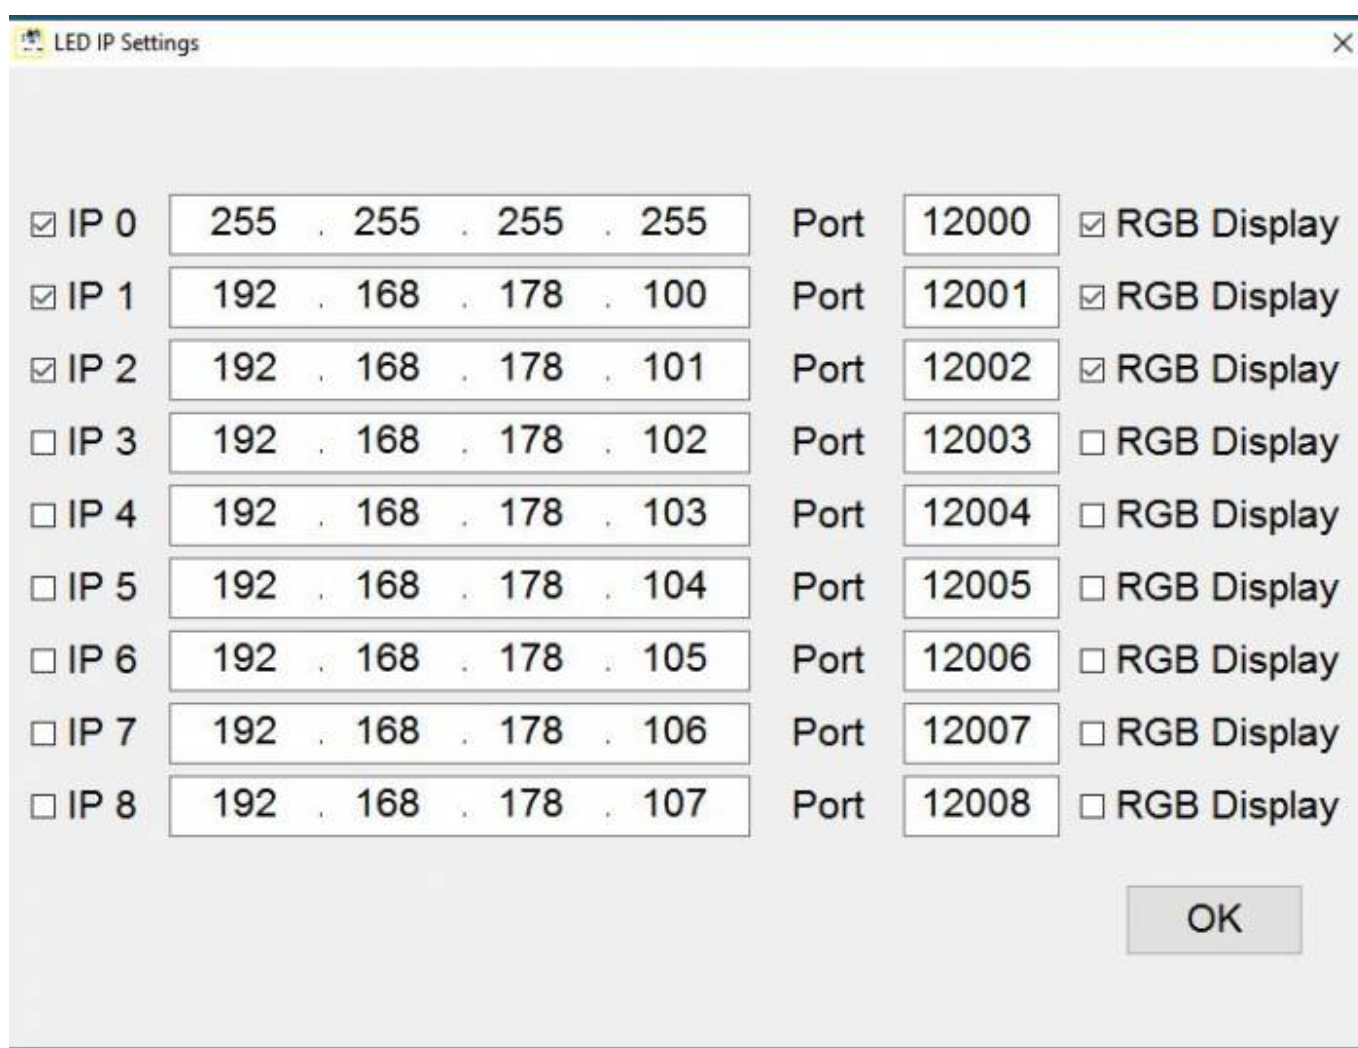 LED IP Settings
IP 0 255 . 255 . 255 . 255 Port 12000 RGB Display
IP 1 192 . 168 . 178 . 100 Port 12001 RGB Display
IP 2 192 . 168 . 178 . 101 Port 12002 RGB Display
IP 3 192 . 168 . 178 . 102 Port 12003 RGB Display
IP 4 192 . 168 . 178 . 103 Port 12004 RGB Display
IP 5 192 . 168 . 178 . 104 Port 12005 RGB Display
IP 6 192 . 168 . 178 . 105 Port 12006 RGB Display
IP 7 192 . 168 . 178 . 106 Port 12007 RGB Display
IP 8 192 . 168 . 178 . 107 Port 12008 RGB Display
OK